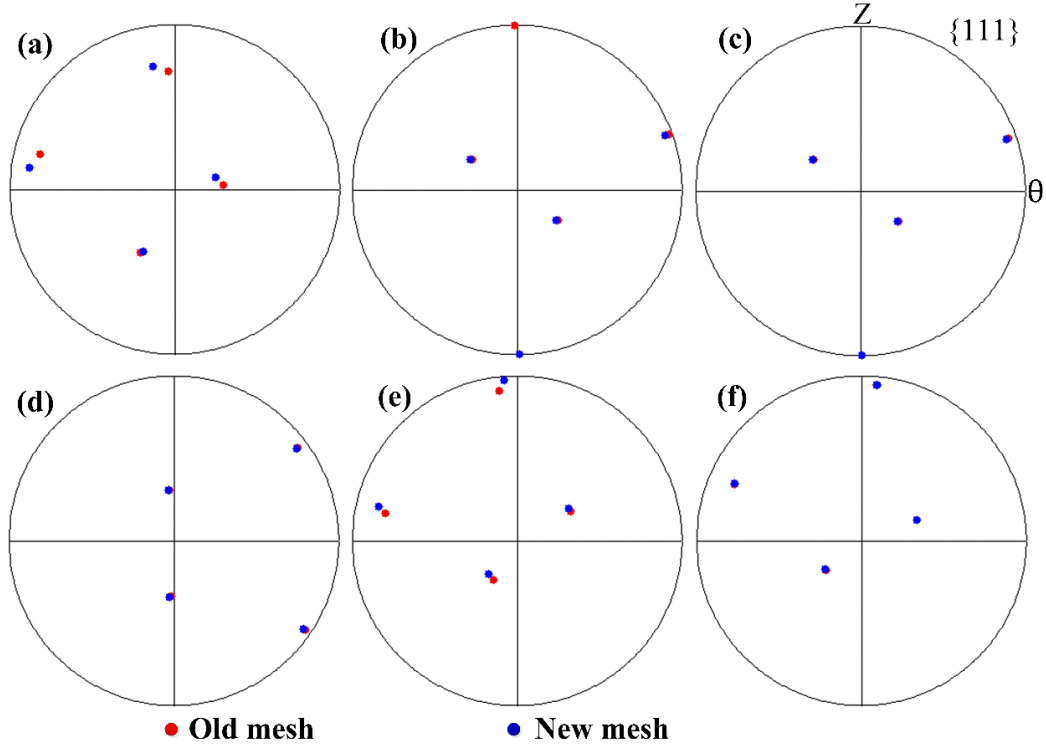 (a)
(b)
(c)
Z
{111}
θ
(d)
(e)
(f)
Old mesh
New mesh